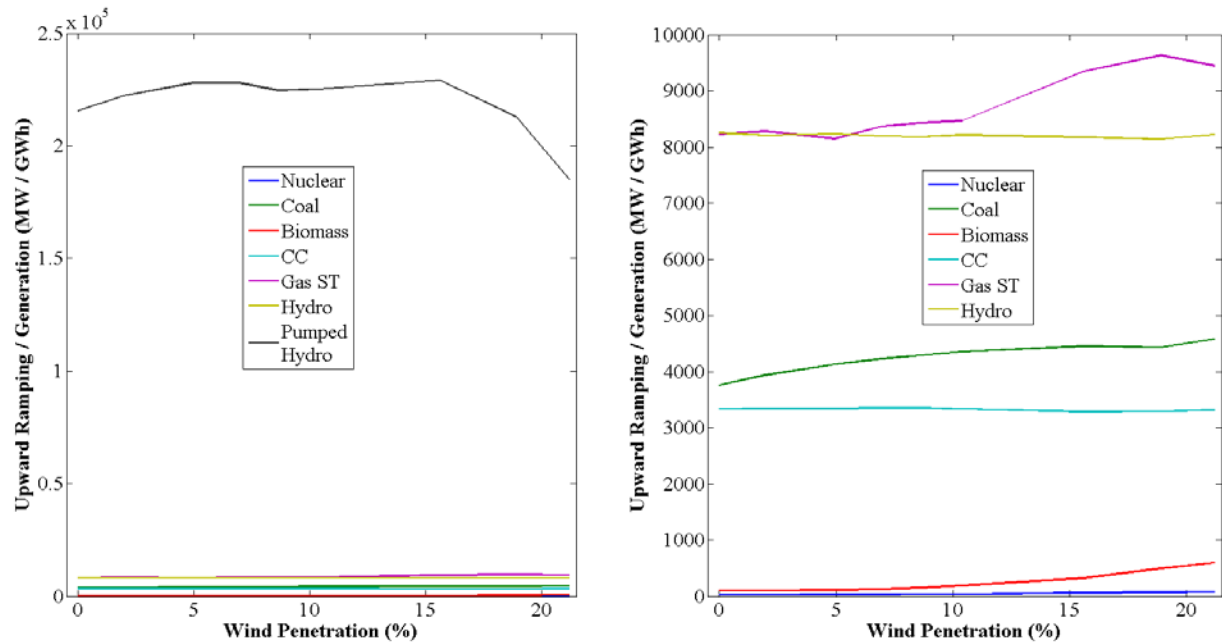 x 10^5
2.5
2
1.5
1
0.5
0
0 5 10 15 20
Upward Ramping / Generation (MW / GWh)
Wind Penetration (%)
Nuclear
Coal
Biomass
CC
Gas ST
Hydro
Pumped
Hydro
10000
9000
8000
7000
6000
5000
4000
3000
2000
1000
0
0 5 10 15 20
Upward Ramping / Generation (MW / GWh)
Wind Penetration (%)
Nuclear
Coal
Biomass
CC
Gas ST
Hydro